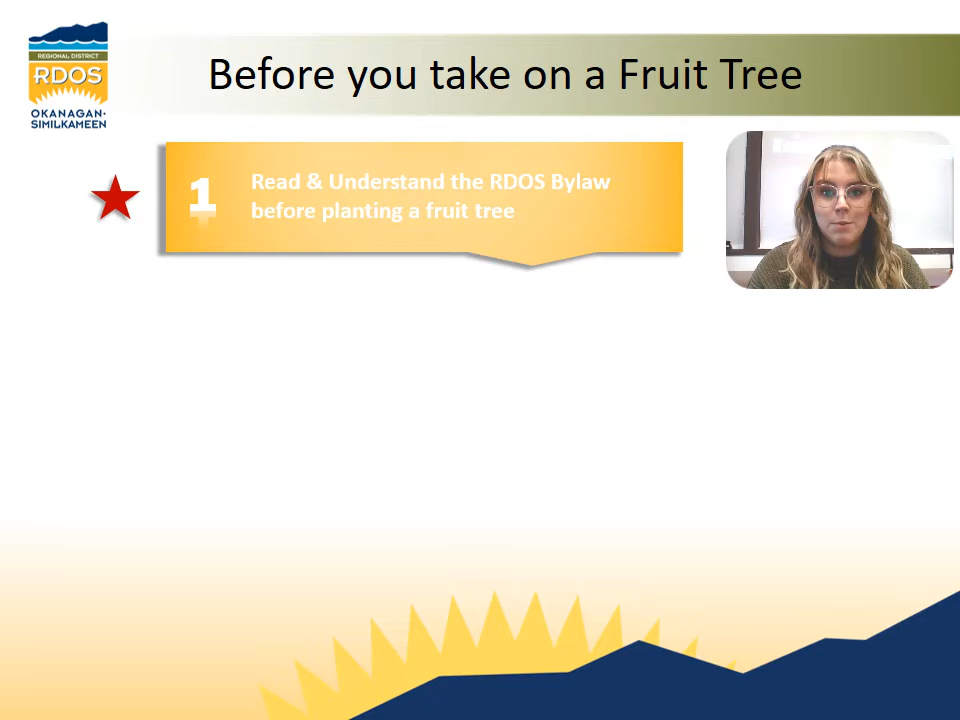 REGIONAL DISTRICT
RDOS
OKANAGAN-
SIMILKAMEEN
Before you take on a Fruit Tree
1
Read & Understand the RDOS Bylaw
before planting a fruit tree